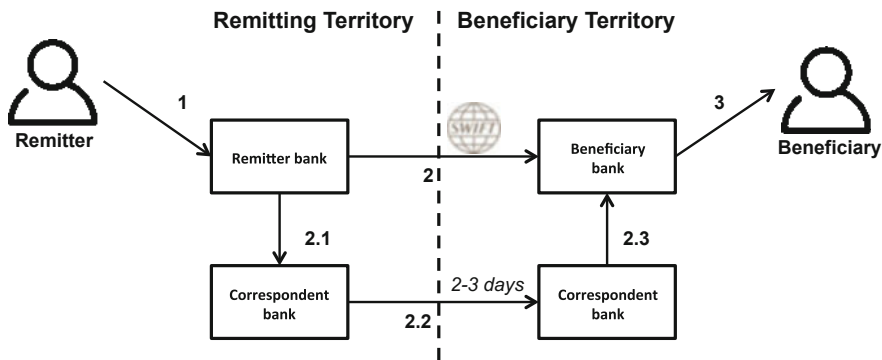 Remitting Territory
Beneficiary Territory
1
3
SWIFT
Remitter
Remitter bank
Beneficiary
bank
Beneficiary
2
2.1
2.3
2-3 days
Correspondent
bank
Correspondent
bank
2.2